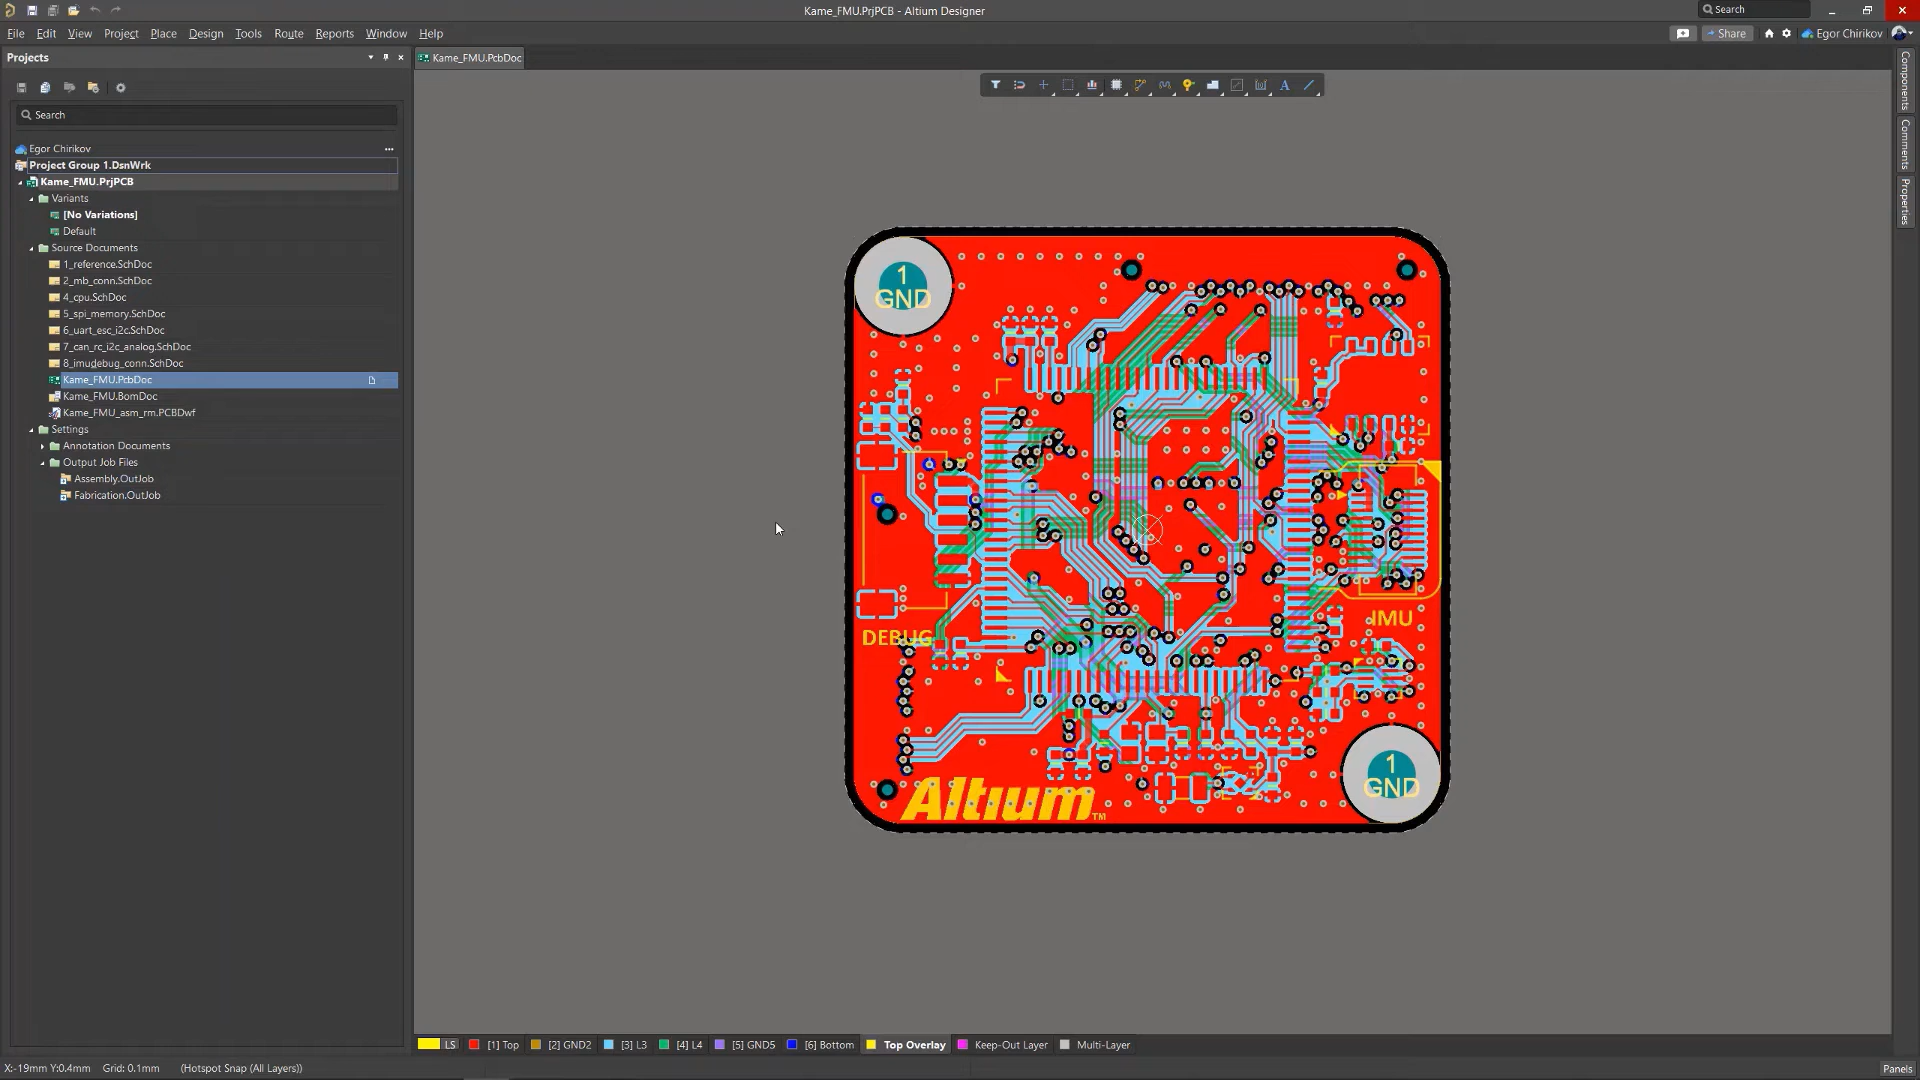 Kame_FMU.PrjPCB - Altium Designer
Search
File Edit View Project Place Design Tools Route Reports Window Help
Share
Egor Chirikov
Projects
Kame_FMU.PcbDoc
Search
Egor Chirikov
Project Group 1.DsnWrk
Kame_FMU.PrjPCB
Variants
[No Variations]
Default
Source Documents
1_reference.SchDoc
2_mb_conn.SchDoc
4_cpu.SchDoc
5_spi_memory.SchDoc
6_uart_esc_i2c.SchDoc
7_can_rc_i2c_analog.SchDoc
8_imudebug_conn.SchDoc
Kame_FMU.PcbDoc
Kame_FMU.BomDoc
Kame_FMU_asm_rm.PCBDwf
Settings
Annotation Documents
Output Job Files
Assembly.OutJob
Fabrication.OutJob
Components
Comments
Properties
1
GND
DEBUG
IMU
1
GND
Altium™
LS [1] Top [2] GND2 [3] L3 [4] L4 [5] GND5 [6] Bottom Top Overlay Keep-Out Layer Multi-Layer
X:-19mm Y:0.4mm Grid: 0.1mm (Hotspot Snap (All Layers))
Panels